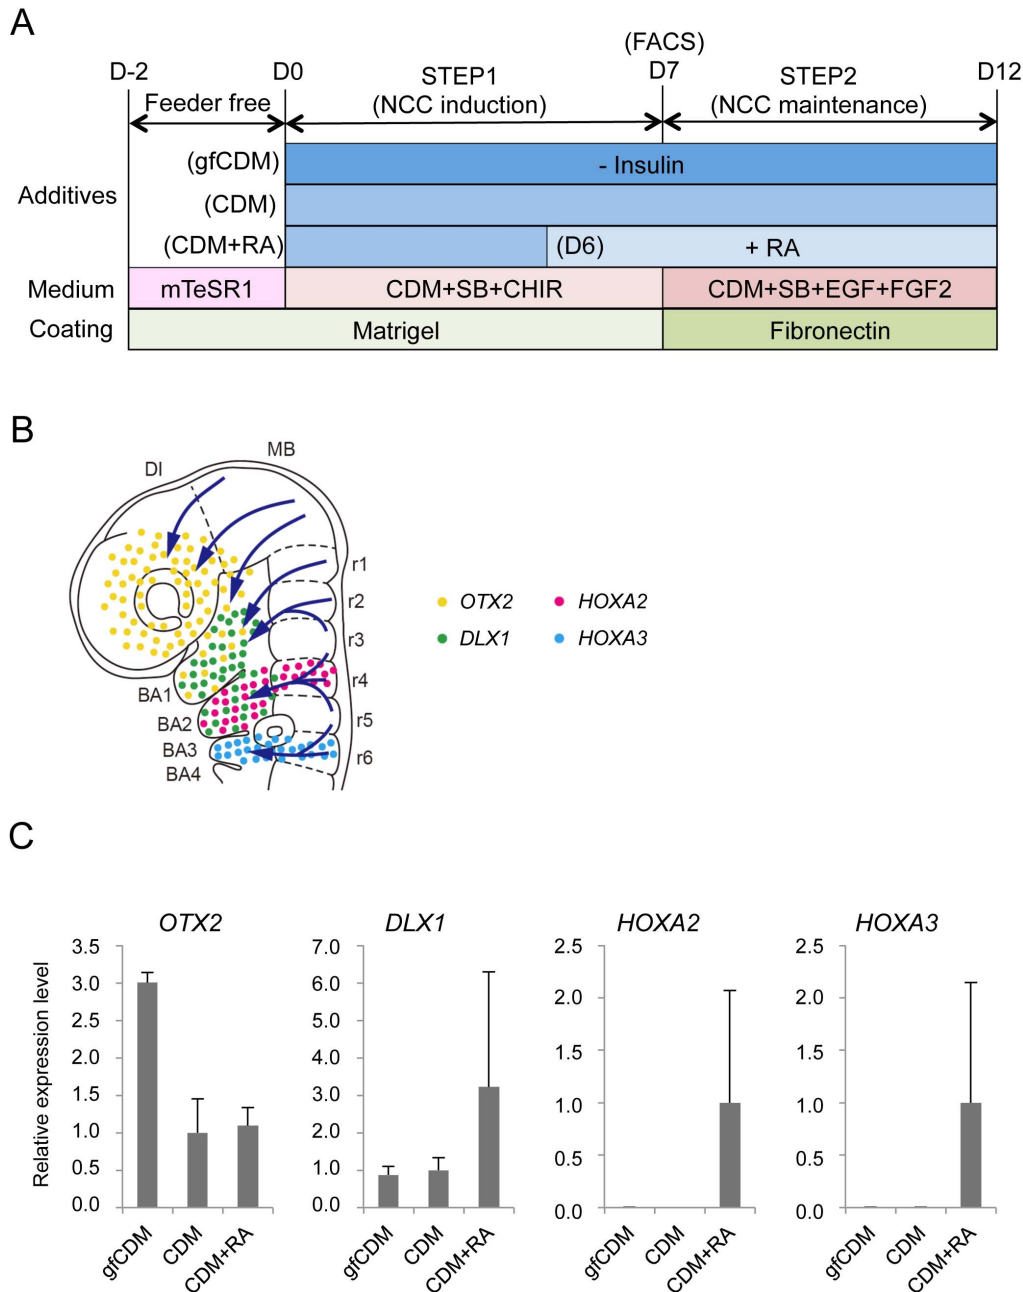 A
(FACS)
D-2 D0 STEP1 D7 STEP2 D12
Feeder free (NCC induction) (NCC maintenance)
(gfCDM) - Insulin
Additives (CDM)
(CDM+RA) (D6) + RA
Medium mTeSR1 CDM+SB+CHIR CDM+SB+EGF+FGF2
Coating Matrigel Fibronectin
B
MB
DI
r1
r2
r3
r4
r5
r6
BA1
BA2
BA3
BA4
OTX2 HOXA2
DLX1 HOXA3
C
OTX2 DLX1 HOXA2 HOXA3
Relative expression level
3.5
3.0
2.5
2.0
1.5
1.0
0.5
0.0
gfCDM CDM CDM+RA
7.0
6.0
5.0
4.0
3.0
2.0
1.0
0.0
gfCDM CDM CDM+RA
2.5
2.0
1.5
1.0
0.5
0.0
gfCDM CDM CDM+RA
2.5
2.0
1.5
1.0
0.5
0.0
gfCDM CDM CDM+RA